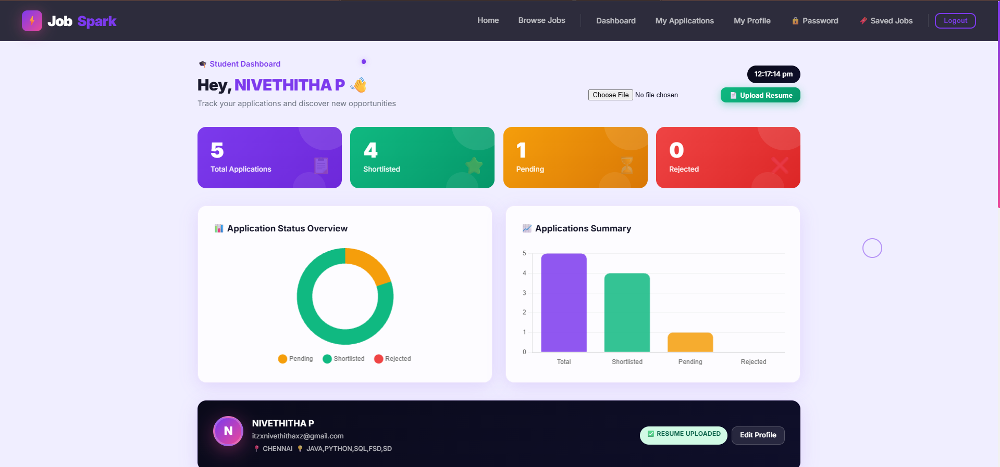 Job Spark
Home
Browse Jobs
Dashboard
My Applications
My Profile
Password
Saved Jobs
Logout
Student Dashboard
Hey, NIVETHITHA P
Track your applications and discover new opportunities
Choose File No file chosen
12:17:14 pm
Upload Resume
5
Total Applications
4
Shortlisted
1
Pending
0
Rejected
Application Status Overview
Pending
Shortlisted
Rejected
Applications Summary
5
4
3
2
1
0
Total
Shortlisted
Pending
Rejected
N
NIVETHITHA P
itzxnivethithaxz@gmail.com
CHENNAI JAVA,PYTHON,SQL,FSD,SD
RESUME UPLOADED
Edit Profile